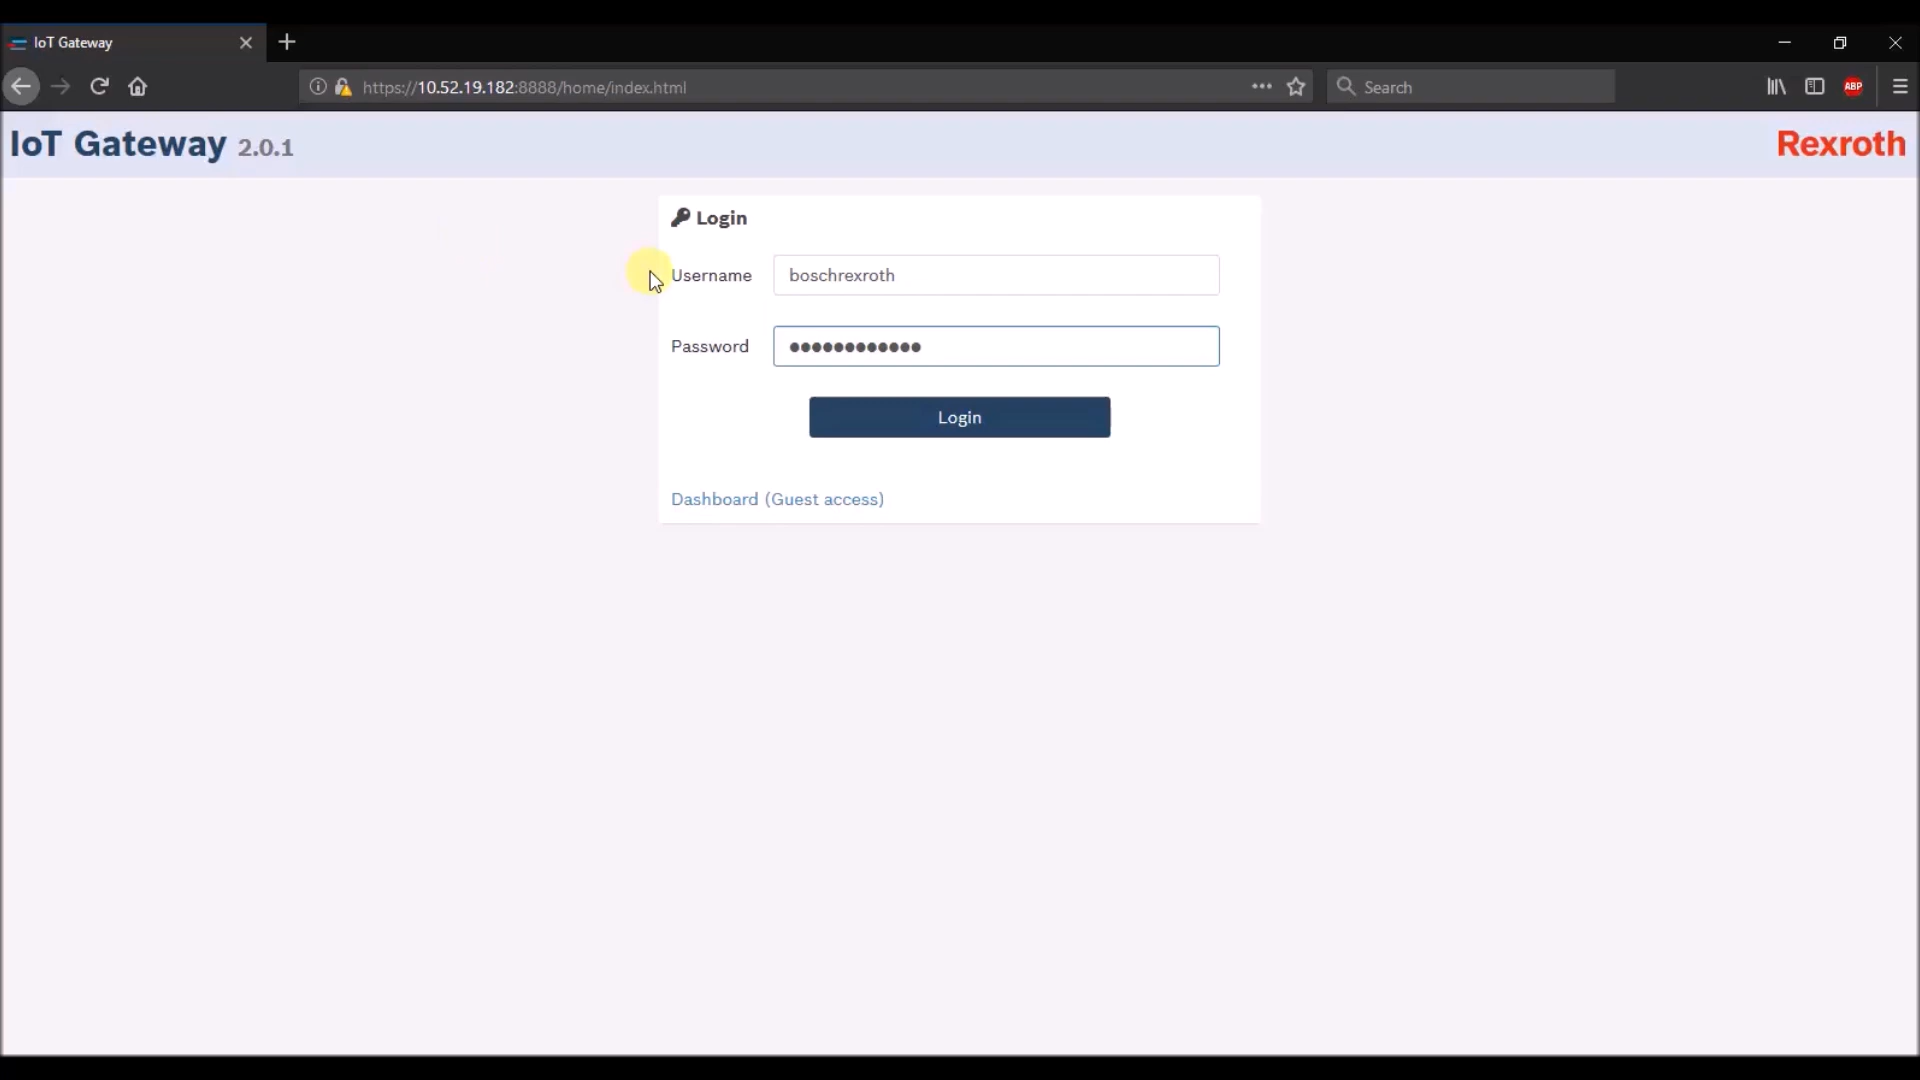 IoT Gateway
https://10.52.19.182:8888/home/index.html
Search
ABP
IoT Gateway 2.0.1
Rexroth
Login
Username
boschrexroth
Password
●●●●●●●●●●●●
Login
Dashboard (Guest access)